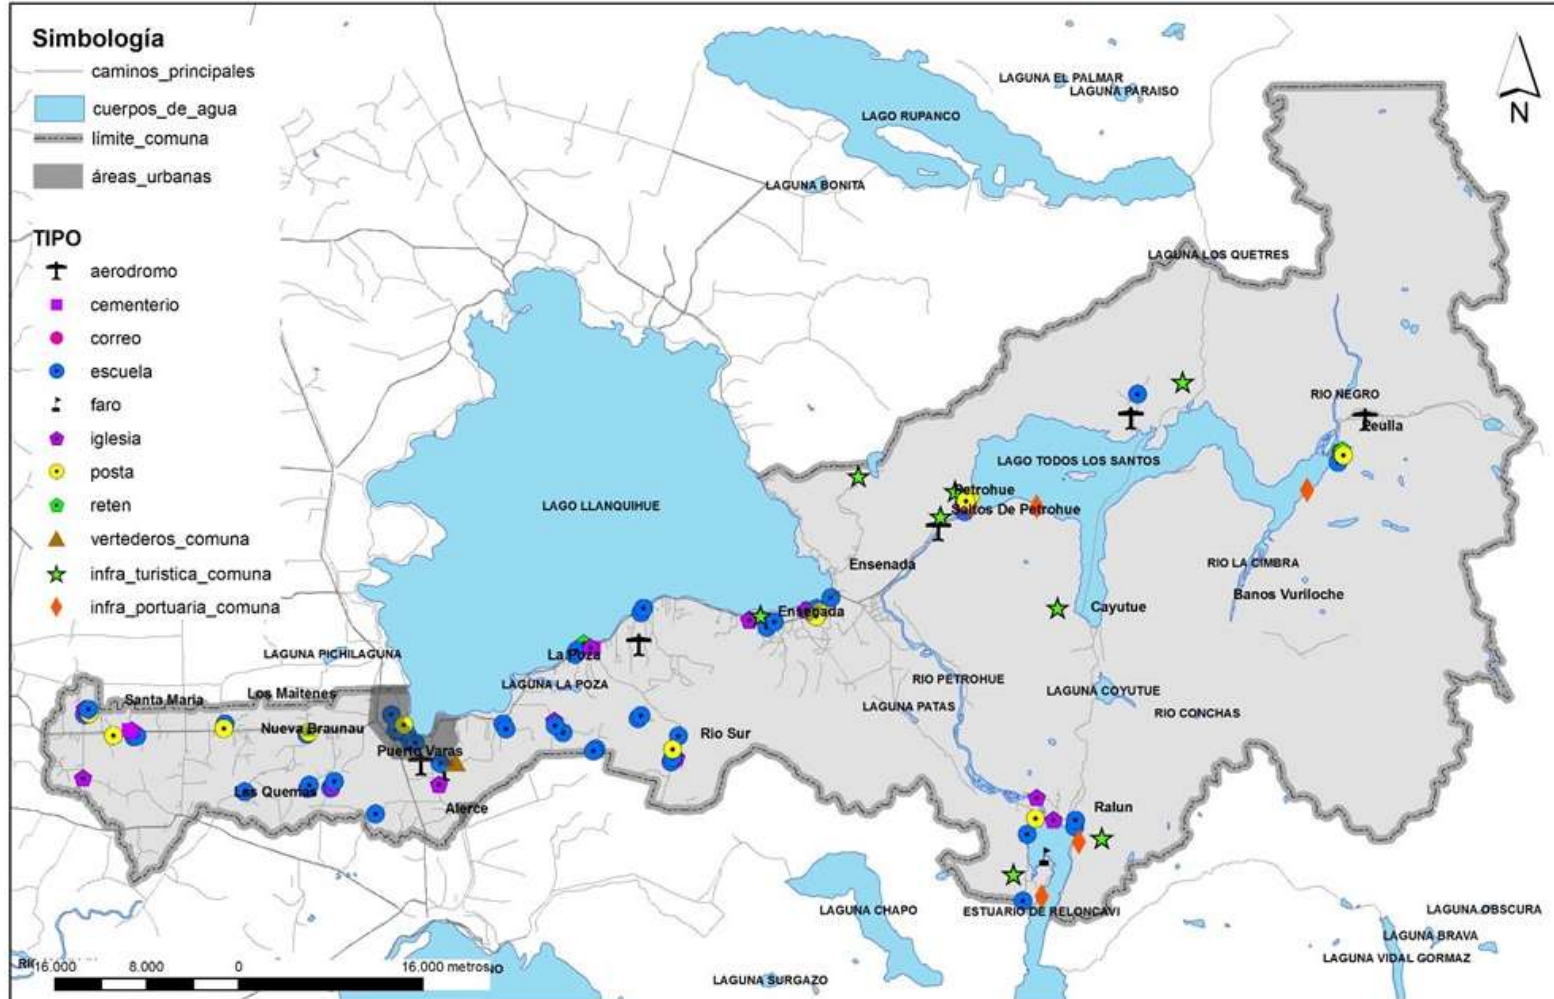 Simbología
caminos_principales
cuerpos_de_agua
límite_comuna
áreas_urbanas
TIPO
aerodromo
cementerio
correo
escuela
faro
iglesia
posta
reten
vertederos_comuna
infra_turistica_comuna
infra_portuaria_comuna
N
LAGUNA EL PALMAR
LAGUNA PARAISO
LAGO RUPANCO
LAGUNA BONITA
LAGUNA LOS QUETRES
RIO NEGRO
Peulla
LAGO TODOS LOS SANTOS
Petrohue
Saltos De Petrohue
LAGO LLANQUIHUE
Ensenada
RIO LA CIMBRA
Banos Vuriloche
Cayutue
Ensenada
La Poza
LAGUNA PICHILAGUNA
LAGUNA LA POZA
RIO PETROHUE
LAGUNA COYUTUE
LAGUNA PATAS
RIO CONCHAS
Santa Maria
Los Maitenes
Nueva Braunau
Puerto Varas
Rio Sur
Los Quemas
Alerce
Ralun
LAGUNA CHAPO
ESTUARIO DE RELONCAVI
LAGUNA OBSCURA
LAGUNA BRAVA
LAGUNA VIDAL GORMAZ
LAGUNA SURGAZO
16.000 8.000 0 16.000 metros